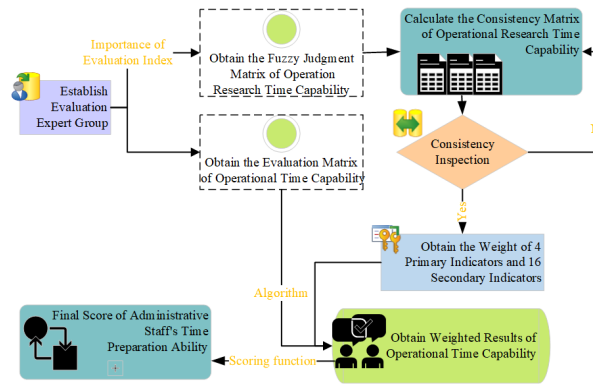 Importance of
Evaluation Index
Establish
Evaluation
Expert Group
Obtain the Fuzzy Judgment
Matrix of Operation
Research Time Capability
Calculate the Consistency Matrix
of Operational Research Time
Capability
Obtain the Evaluation Matrix
of Operational Time Capability
Consistency
Inspection
Yes
Obtain the Weight of 4
Primary Indicators and 16
Secondary Indicators
Algorithm
Final Score of Administrative
Staff's Time
Preparation Ability
Scoring function
Obtain Weighted Results of
Operational Time Capability